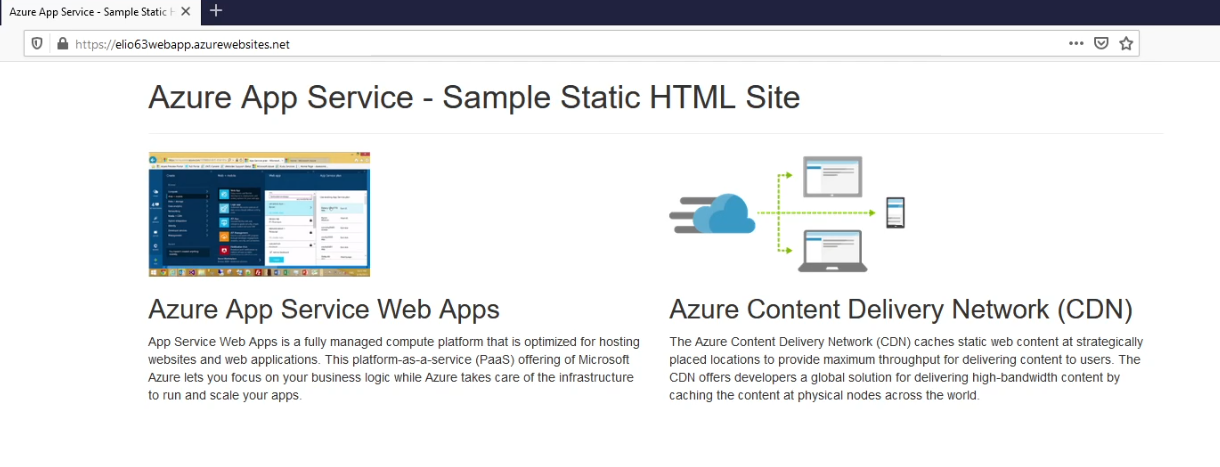 Azure App Service - Sample Static H
https://elio63webapp.azurewebsites.net
Azure App Service - Sample Static HTML Site
Azure App Service Web Apps
App Service Web Apps is a fully managed compute platform that is optimized for hosting
websites and web applications. This platform-as-a-service (PaaS) offering of Microsoft
Azure lets you focus on your business logic while Azure takes care of the infrastructure
to run and scale your apps.
Azure Content Delivery Network (CDN)
The Azure Content Delivery Network (CDN) caches static web content at strategically
placed locations to provide maximum throughput for delivering content to users. The
CDN offers developers a global solution for delivering high-bandwidth content by
caching the content at physical nodes across the world.